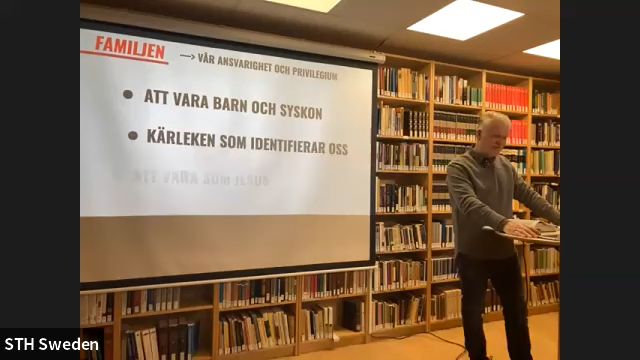 FAMILJEN
→ VÅR ANSVARIGHET OCH PRIVILEGIUM
• ATT VARA BARN OCH SYSKON
• KÄRLEKEN SOM IDENTIFIERAR OSS
ATT VARA SOM JESUS
STH Sweden